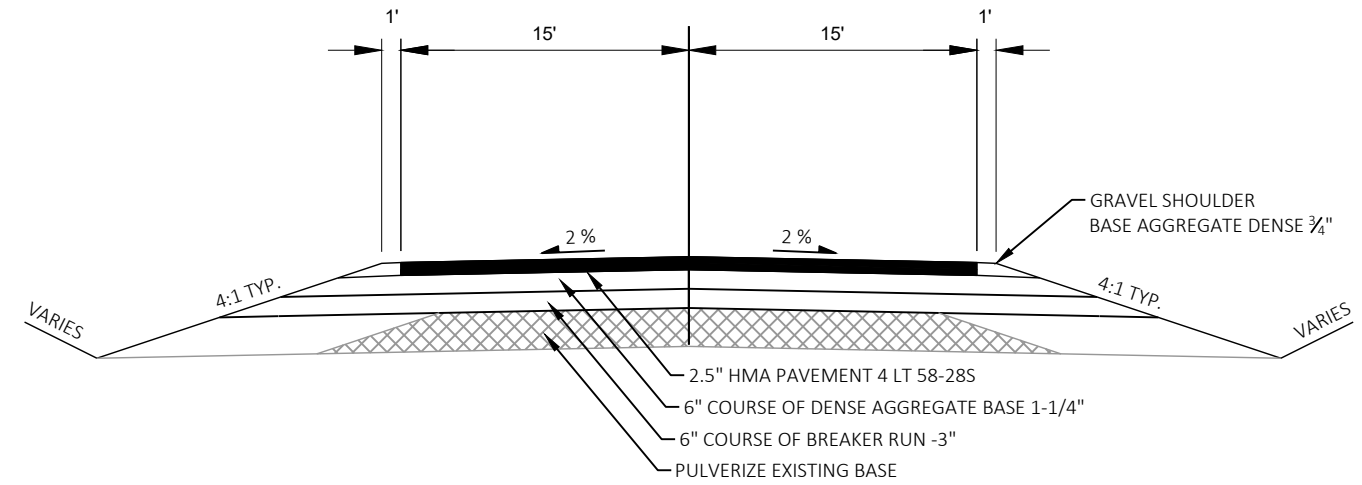 1'
15'
15'
1'
GRAVEL SHOULDER
BASE AGGREGATE DENSE ¾"
2 %
2 %
4:1 TYP.
4:1 TYP.
VARIES
VARIES
2.5" HMA PAVEMENT 4 LT 58-28S
6" COURSE OF DENSE AGGREGATE BASE 1-1/4"
6" COURSE OF BREAKER RUN -3"
PULVERIZE EXISTING BASE